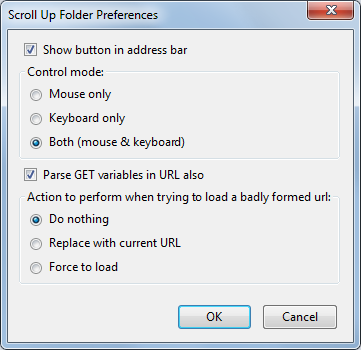 Scroll Up Folder Preferences
Show button in address bar
Control mode:
Mouse only
Keyboard only
Both (mouse & keyboard)
Parse GET variables in URL also
Action to perform when trying to load a badly formed url:
Do nothing
Replace with current URL
Force to load
OK Cancel